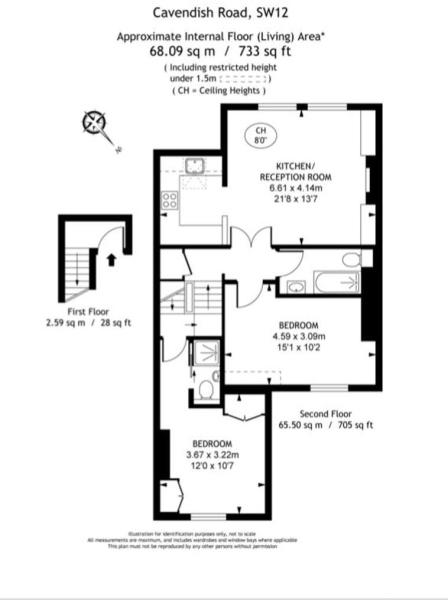 Cavendish Road, SW12
Approximate Internal Floor (Living) Area*
68.09 sq m / 733 sq ft
( Including restricted height
under 1.5m : )
( CH = Ceiling Heights )
N
CH
8'0"
KITCHEN/
RECEPTION ROOM
6.61 x 4.14m
21'8 x 13'7
First Floor
2.59 sq m / 28 sq ft
BEDROOM
4.59 x 3.09m
15'1 x 10'2
Second Floor
65.50 sq m / 705 sq ft
BEDROOM
3.67 x 3.22m
12'0 x 10'7
Illustration for identification purposes only, not to scale
All measurements are maximum, and includes wardrobes and window bays where applicable
This plan must not be reproduced by any other persons without permission